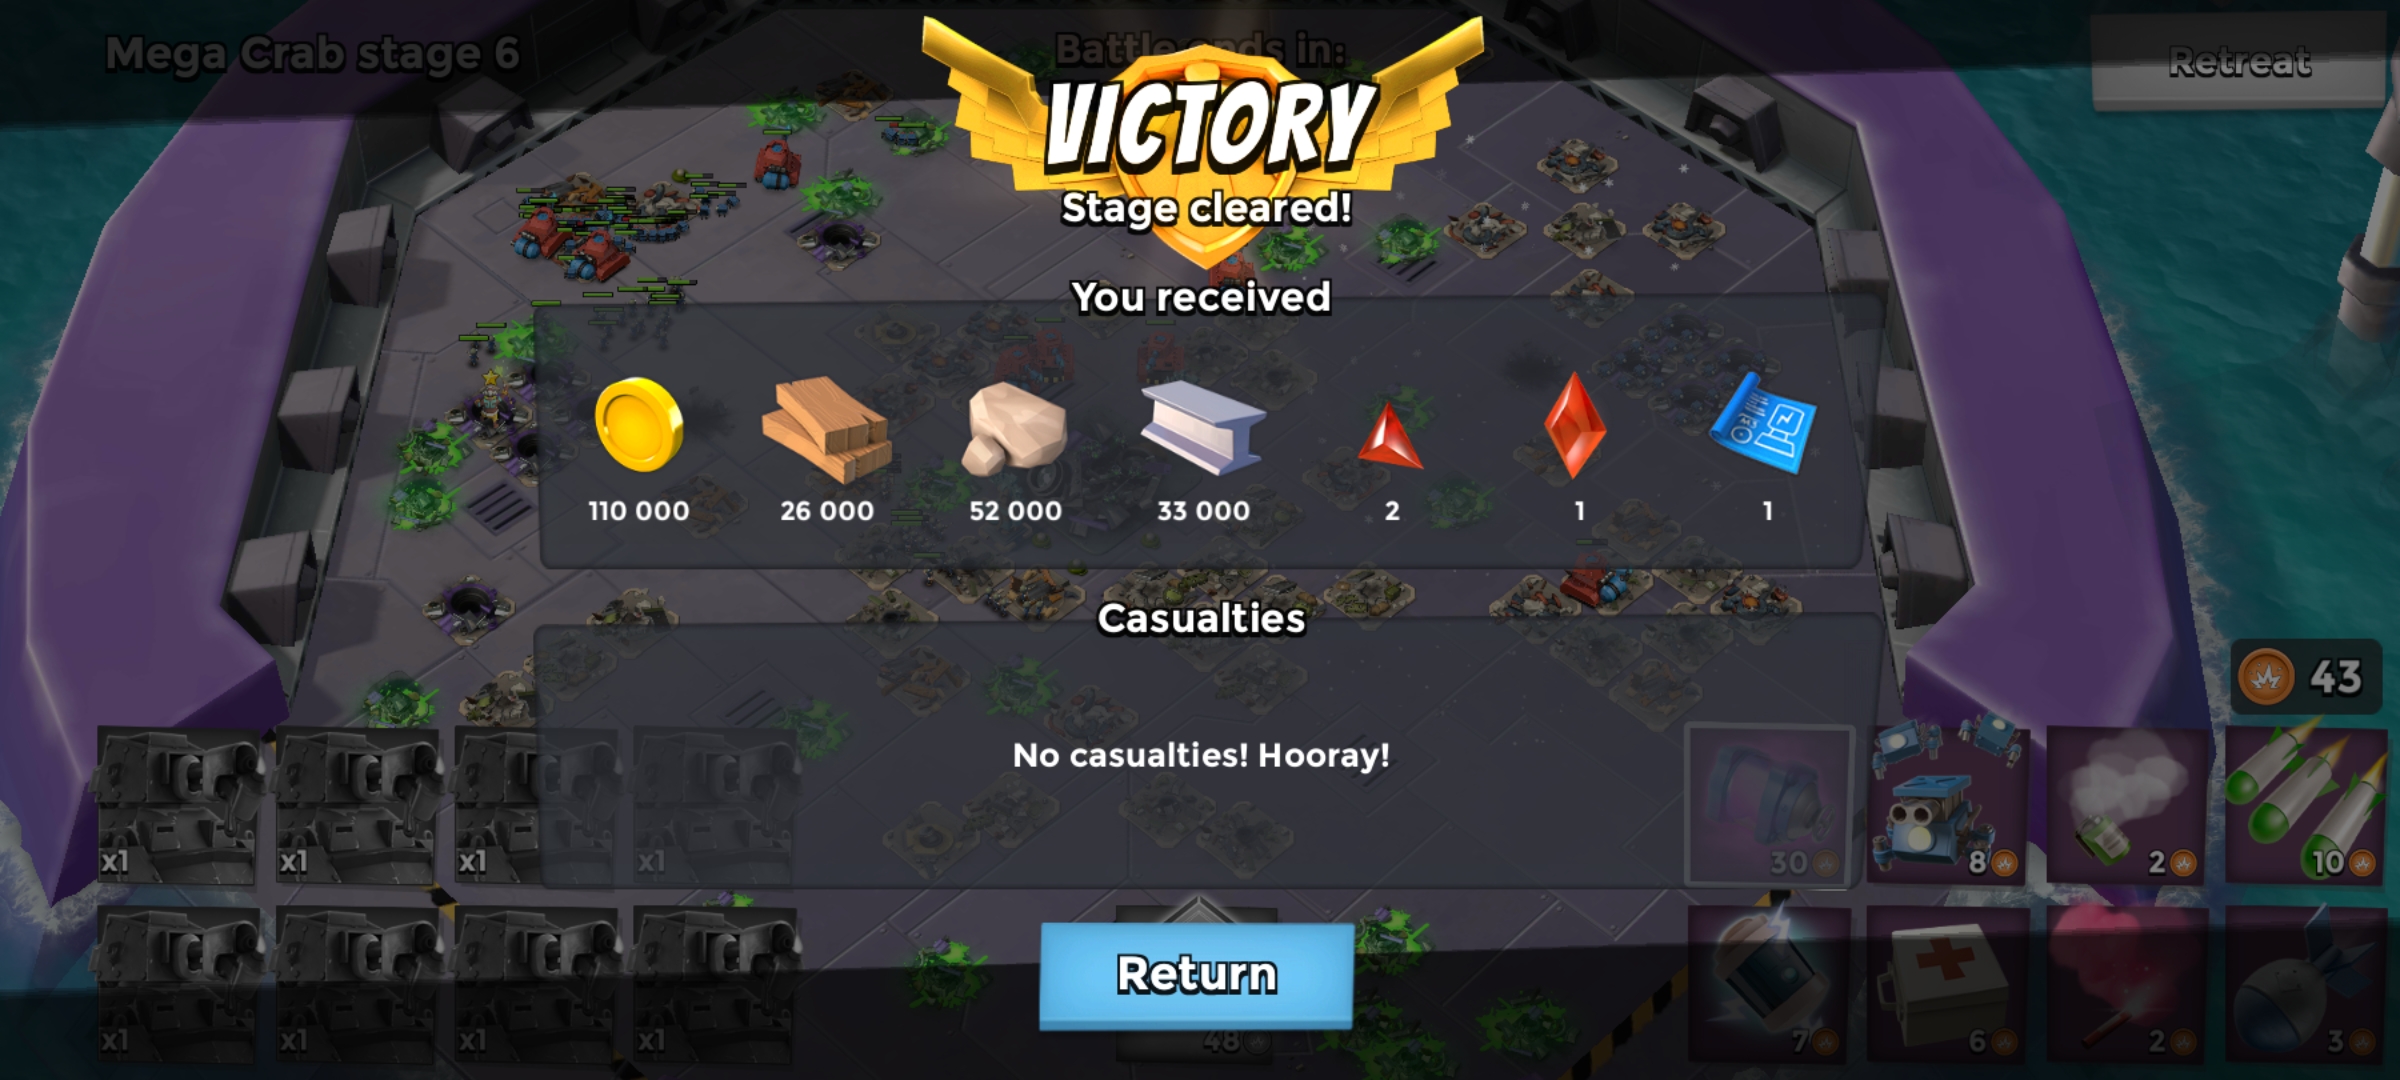 Mega Crab stage 6
Battle ends in:
Retreat
VICTORY
Stage cleared!
You received
110 000
26 000
52 000
33 000
2
1
1
Casualties
No casualties! Hooray!
43
x1
x1
x1
x1
30
8
2
10
x1
x1
x1
x1
Return
48
7
6
2
3